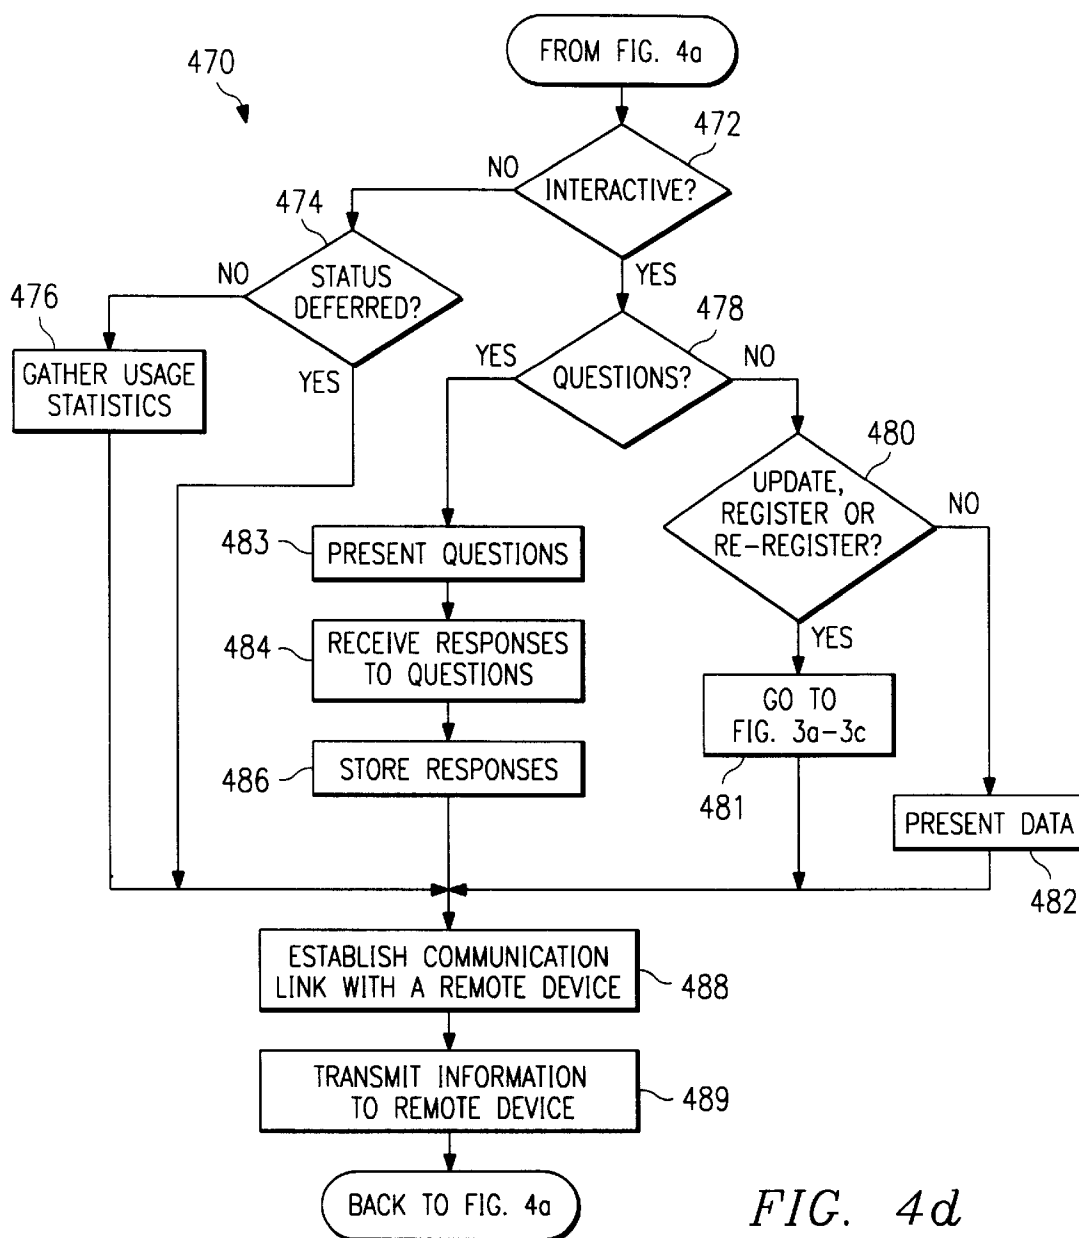 FROM FIG. 4a
470
472
NO
INTERACTIVE?
474
YES
NO
STATUS
DEFERRED?
476
478
YES
NO
YES
QUESTIONS?
GATHER USAGE
STATISTICS
480
UPDATE,
REGISTER OR
RE-REGISTER?
NO
483
PRESENT QUESTIONS
YES
484
RECEIVE RESPONSES
TO QUESTIONS
GO TO
FIG. 3a-3c
486
STORE RESPONSES
481
PRESENT DATA
482
ESTABLISH COMMUNICATION
LINK WITH A REMOTE DEVICE
488
TRANSMIT INFORMATION
TO REMOTE DEVICE
489
BACK TO FIG. 4a
FIG. 4d